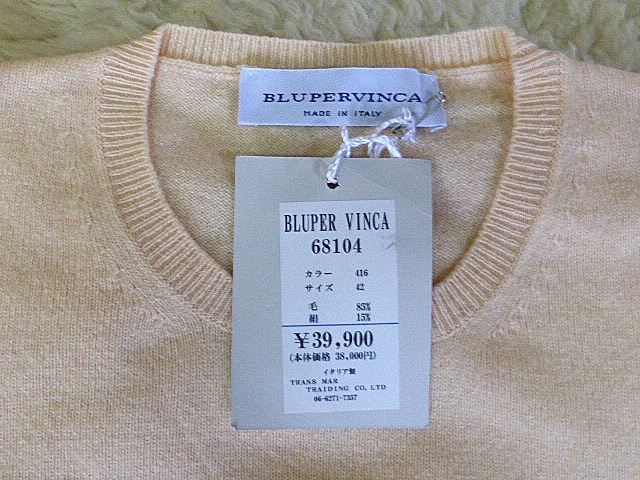 BLUPERVINCA
MADE IN ITALY
BLUPER VINCA
68104
カラー 416
サイズ 42
毛 85%
絹 15%
¥39,900
(本体価格 38,000円)
イタリア製
TRANS MAR
TRAIDING CO, LTD
06-6271-7357